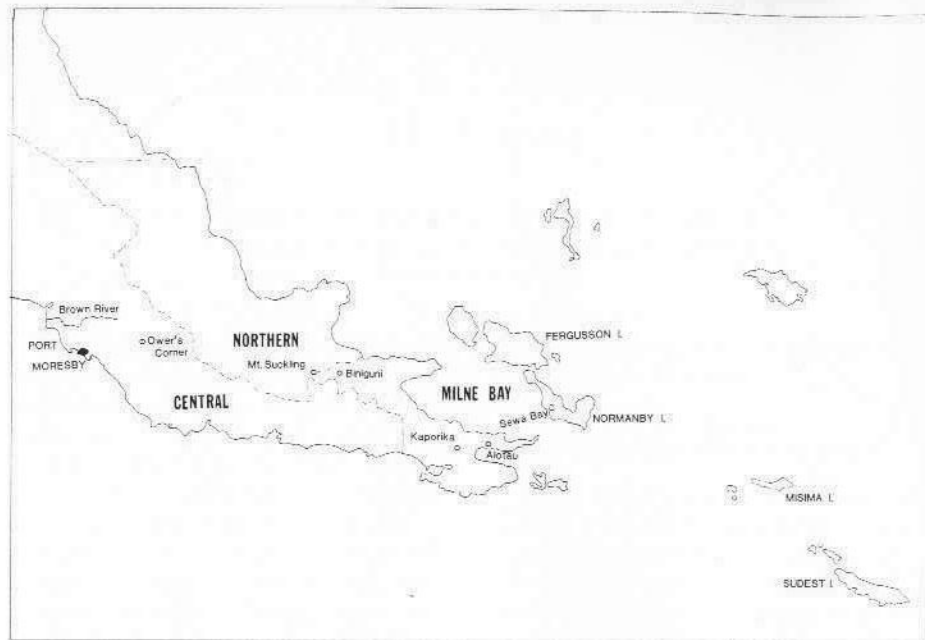 Brown River
PORT
MORESBY
Ower's
Corner
NORTHERN
Mt. Suckling
Biniguni
CENTRAL
FERGUSSON I.
MILNE BAY
Sewa Bay
NORMANBY I.
Kaporika
Alotau
MISIMA I.
SUDEST I.